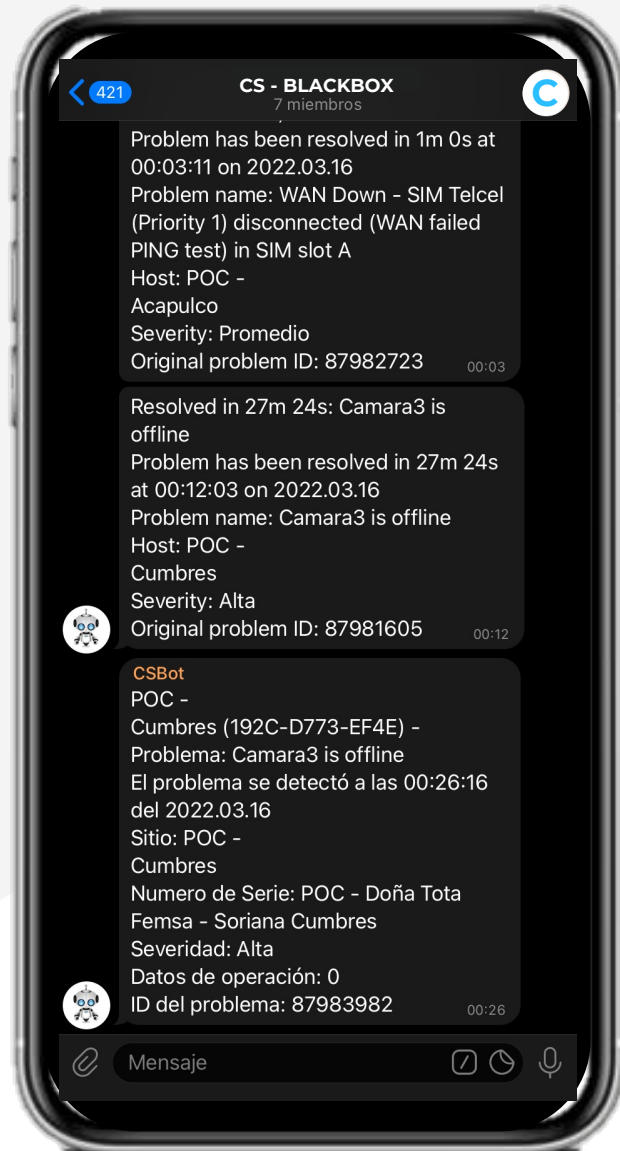 421
CS - BLACKBOX
7 miembros
C
Problem has been resolved in 1m 0s at
00:03:11 on 2022.03.16
Problem name: WAN Down - SIM Telcel
(Priority 1) disconnected (WAN failed
PING test) in SIM slot A
Host: POC -
Acapulco
Severity: Promedio
Original problem ID: 87982723
00:03
Resolved in 27m 24s: Camara3 is
offline
Problem has been resolved in 27m 24s
at 00:12:03 on 2022.03.16
Problem name: Camara3 is offline
Host: POC -
Cumbres
Severity: Alta
Original problem ID: 87981605
00:12
CSBot
POC -
Cumbres (192C-D773-EF4E) -
Problema: Camara3 is offline
El problema se detectó a las 00:26:16
del 2022.03.16
Sitio: POC -
Cumbres
Numero de Serie: POC - Doña Tota
Femsa - Soriana Cumbres
Severidad: Alta
Datos de operación: 0
ID del problema: 87983982
00:26
Mensaje